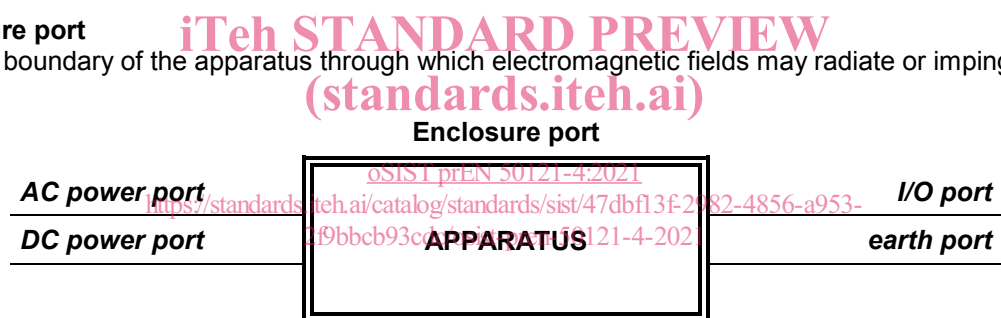 re port
iTeh STANDARD PREVIEW
boundary of the apparatus through which electromagnetic fields may radiate or imping
(standards.iteh.ai)
Enclosure port
oSIST prEN 50121-4:2021
AC power port
I/O port
https://standards.iteh.ai/catalog/standards/sist/47dbf13f-2982-4856-a953-
DC power port
APPARATUS
earth port